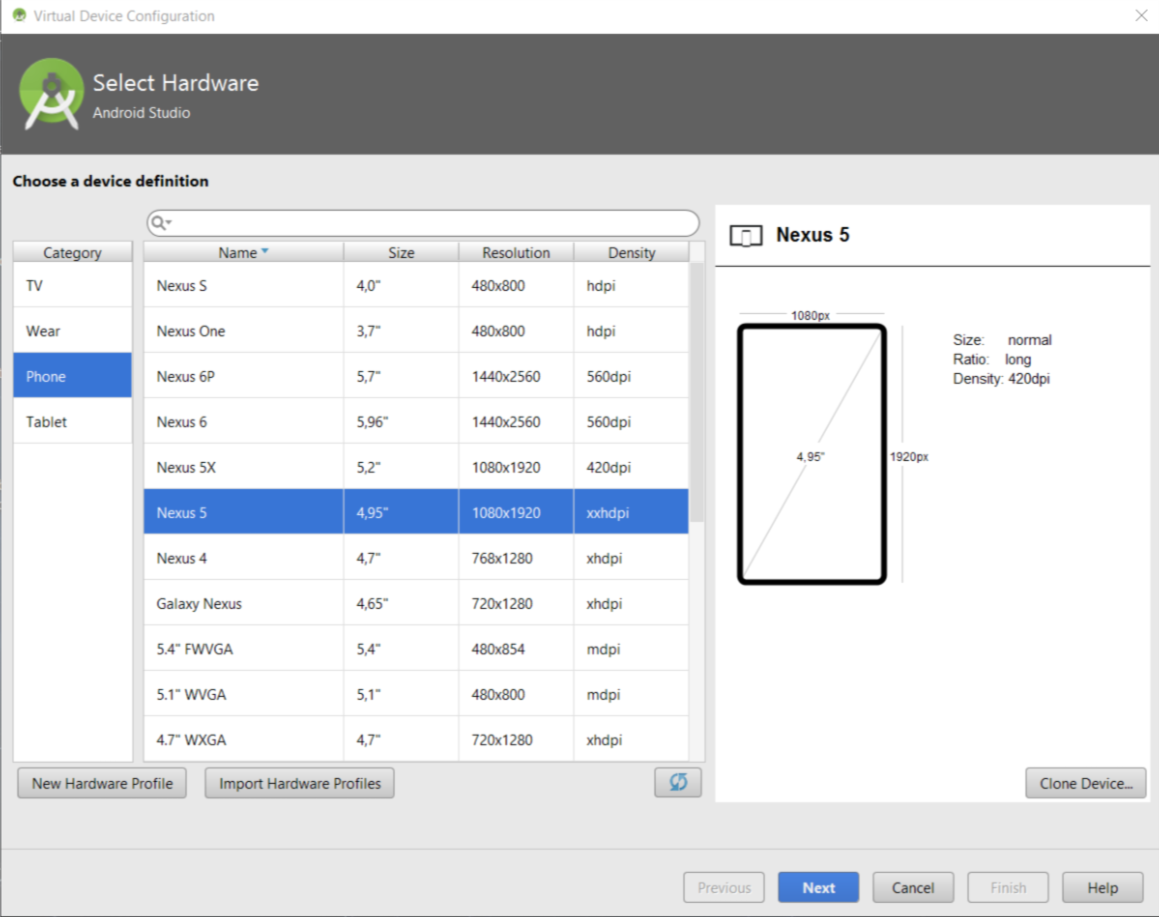 Virtual Device Configuration
Select Hardware
Android Studio
Choose a device definition
Category
TV
Wear
Phone
Tablet
Name Size Resolution Density
Nexus S 4,0" 480x800 hdpi
Nexus One 3,7" 480x800 hdpi
Nexus 6P 5,7" 1440x2560 560dpi
Nexus 6 5,96" 1440x2560 560dpi
Nexus 5X 5,2" 1080x1920 420dpi
Nexus 5 4,95" 1080x1920 xxhdpi
Nexus 4 4,7" 768x1280 xhdpi
Galaxy Nexus 4,65" 720x1280 xhdpi
5.4" FWVGA 5,4" 480x854 mdpi
5.1" WVGA 5,1" 480x800 mdpi
4.7" WXGA 4,7" 720x1280 xhdpi
New Hardware Profile Import Hardware Profiles
Nexus 5
1080px
4,95"
1920px
Size: normal
Ratio: long
Density: 420dpi
Clone Device...
Previous Next Cancel Finish Help